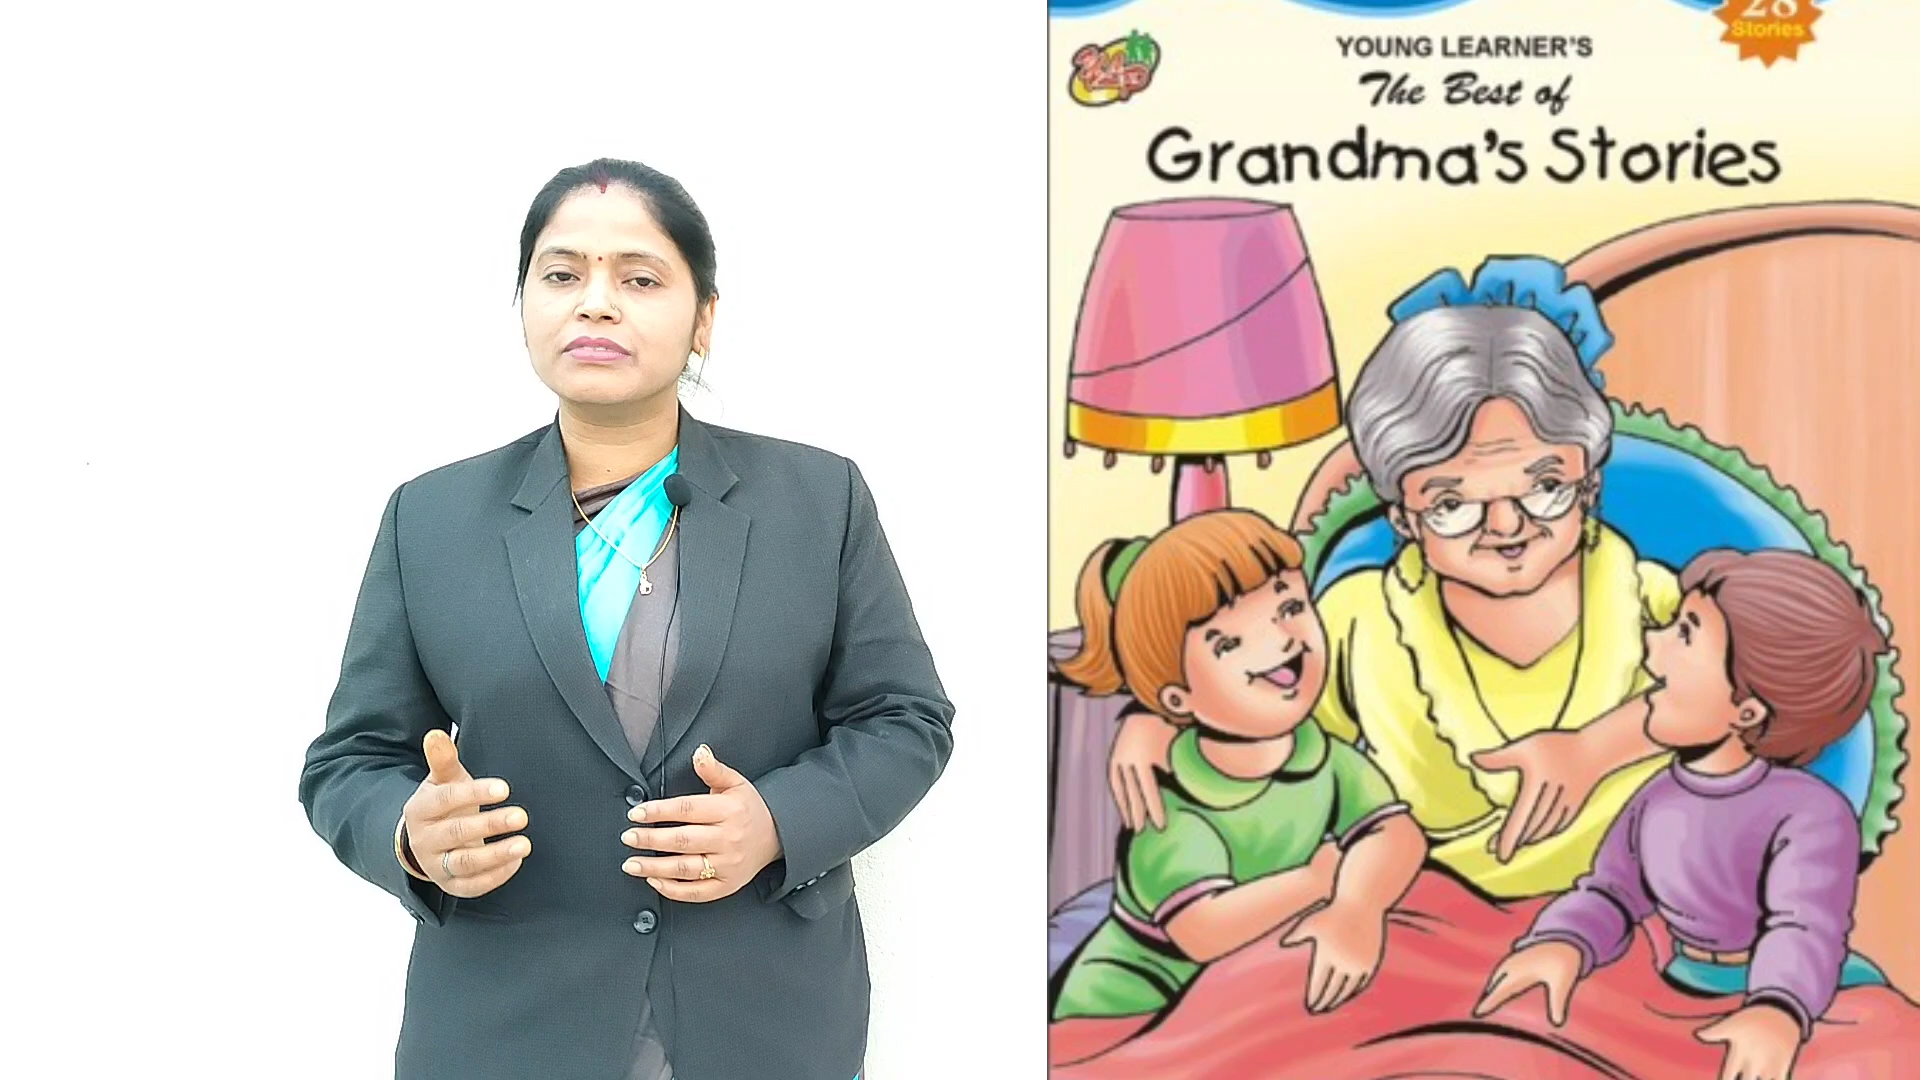 28
Stories
YOUNG LEARNER'S
The Best of
Grandma's Stories